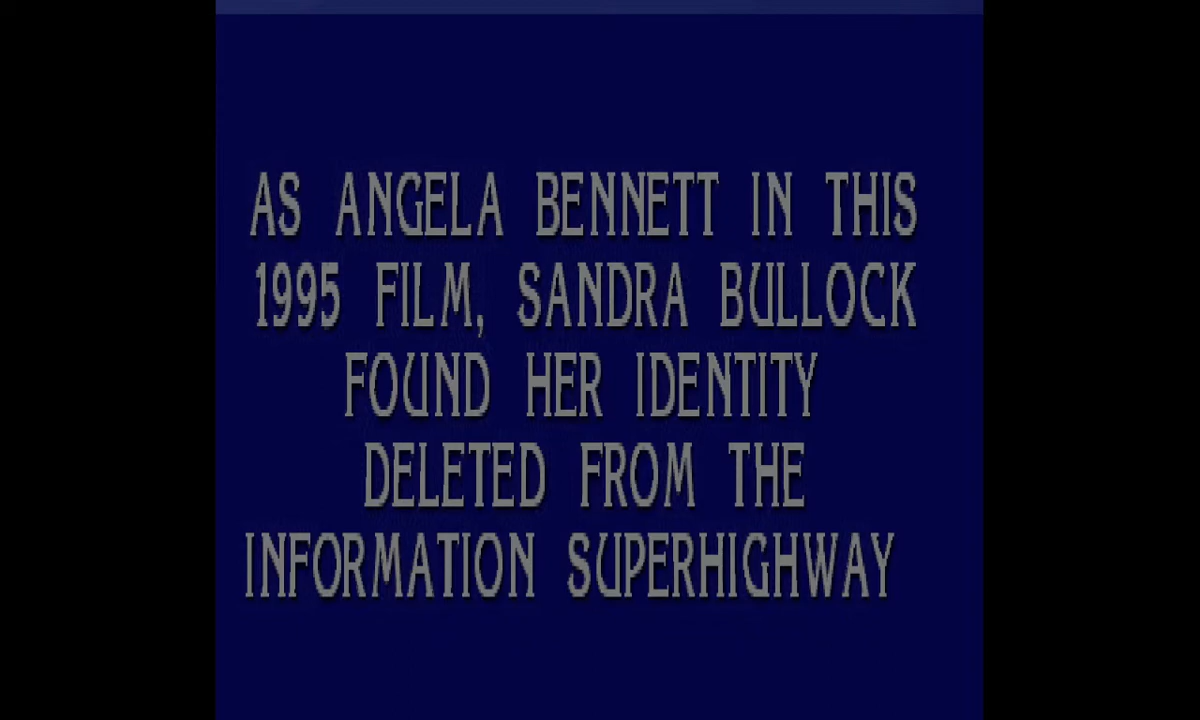 AS ANGELA BENNETT IN THIS
1995 FILM, SANDRA BULLOCK
FOUND HER IDENTITY
DELETED FROM THE
INFORMATION SUPERHIGHWAY